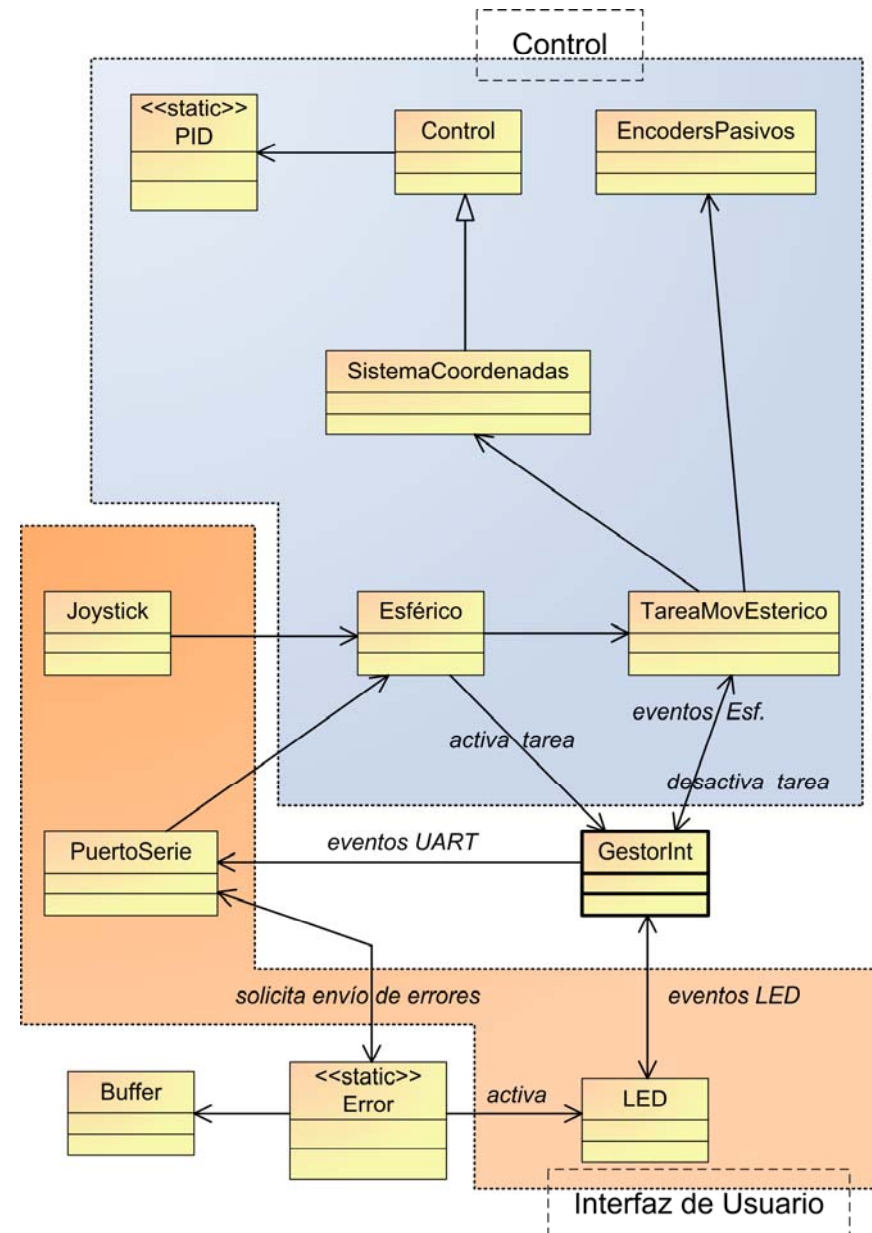 Control
<<static>>
PID
Control
EncodersPasivos
SistemaCoordenadas
Joystick
Esférico
TareaMovEsterico
eventos Esf.
activa tarea
desactiva tarea
PuertoSerie
eventos UART
GestorInt
solicita envío de errores
eventos LED
Buffer
<<static>>
Error
activa
LED
Interfaz de Usuario